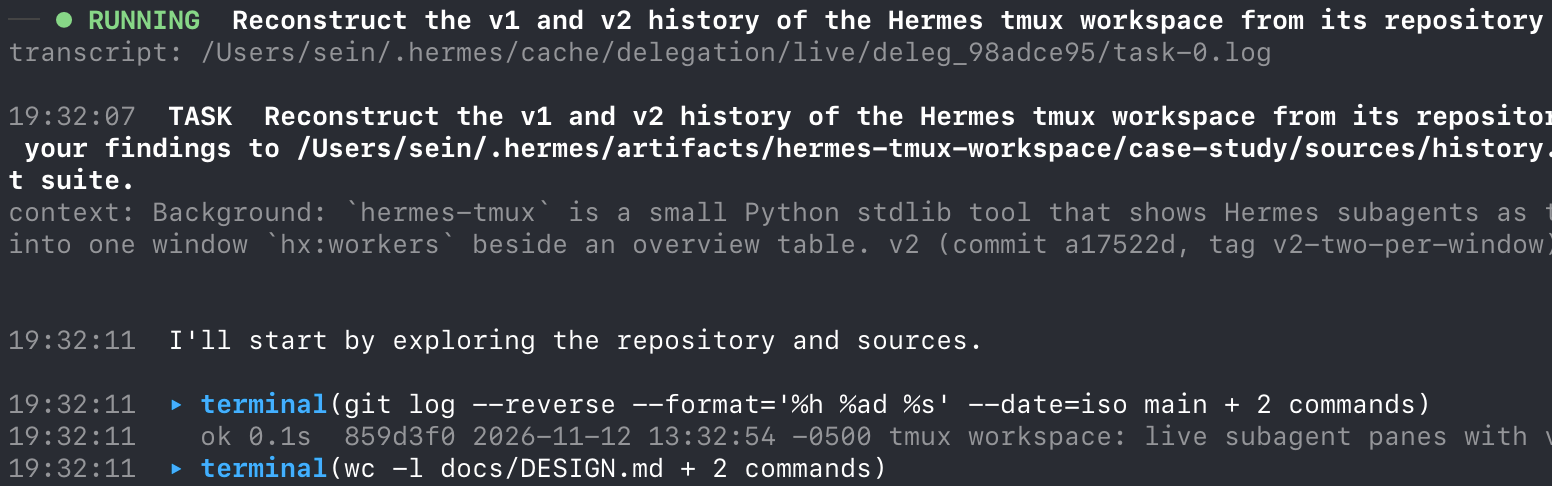 ● RUNNING  Reconstruct the v1 and v2 history of the Hermes tmux workspace from its repository
transcript: /Users/sein/.hermes/cache/delegation/live/deleg_98adce95/task-0.log
19:32:07  TASK  Reconstruct the v1 and v2 history of the Hermes tmux workspace from its repositor
your findings to /Users/sein/.hermes/artifacts/hermes-tmux-workspace/case-study/sources/history.
t suite.
context: Background: `hermes-tmux` is a small Python stdlib tool that shows Hermes subagents as t
into one window `hx:workers` beside an overview table. v2 (commit a17522d, tag v2-two-per-window)
19:32:11  I'll start by exploring the repository and sources.
19:32:11  ▸ terminal(git log --reverse --format='%h %ad %s' --date=iso main + 2 commands)
19:32:11    ok 0.1s  859d3f0 2026-11-12 13:32:54 -0500 tmux workspace: live subagent panes with v
19:32:11  ▸ terminal(wc -l docs/DESIGN.md + 2 commands)